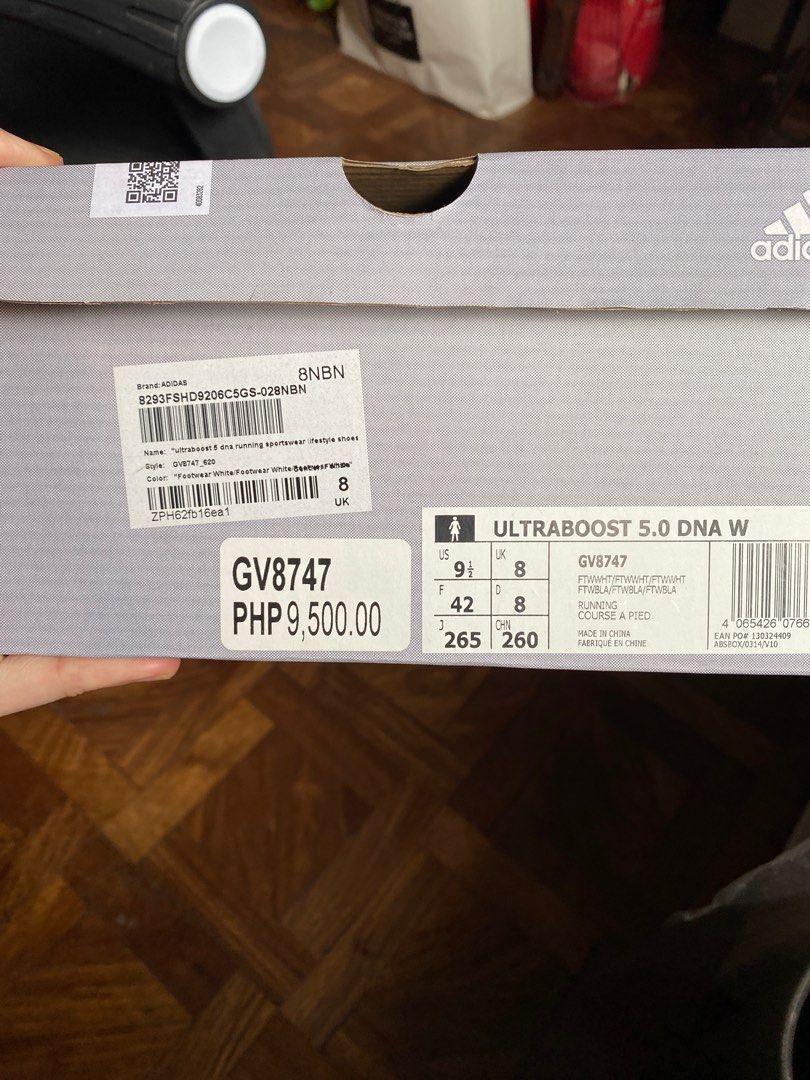 40983282
adid
8NBN
Brand: ADIDAS
8293FSHD9206C5GS-028NBN
Name: "ultraboost 5 dna running sportswear lifestyle shoes
Style: GV8747_620
Color: "Footwear White/Footwear White/
8
UK
ZPH62fb16ea1
GV8747
PHP 9,500.00
ULTRABOOST 5.0 DNA W
US 9½ UK 8
F 42 D 8
J 265 CHN 260
GV8747
FTWWHT/FTWWHT/FTWWHT
FTWBLA/FTWBLA/FTWBLA
RUNNING
COURSE A PIED
MADE IN CHINA
FABRIQUÉ EN CHINE
4 065426 0766
EAN PO# 130324409
ABSBOX/0314/V10